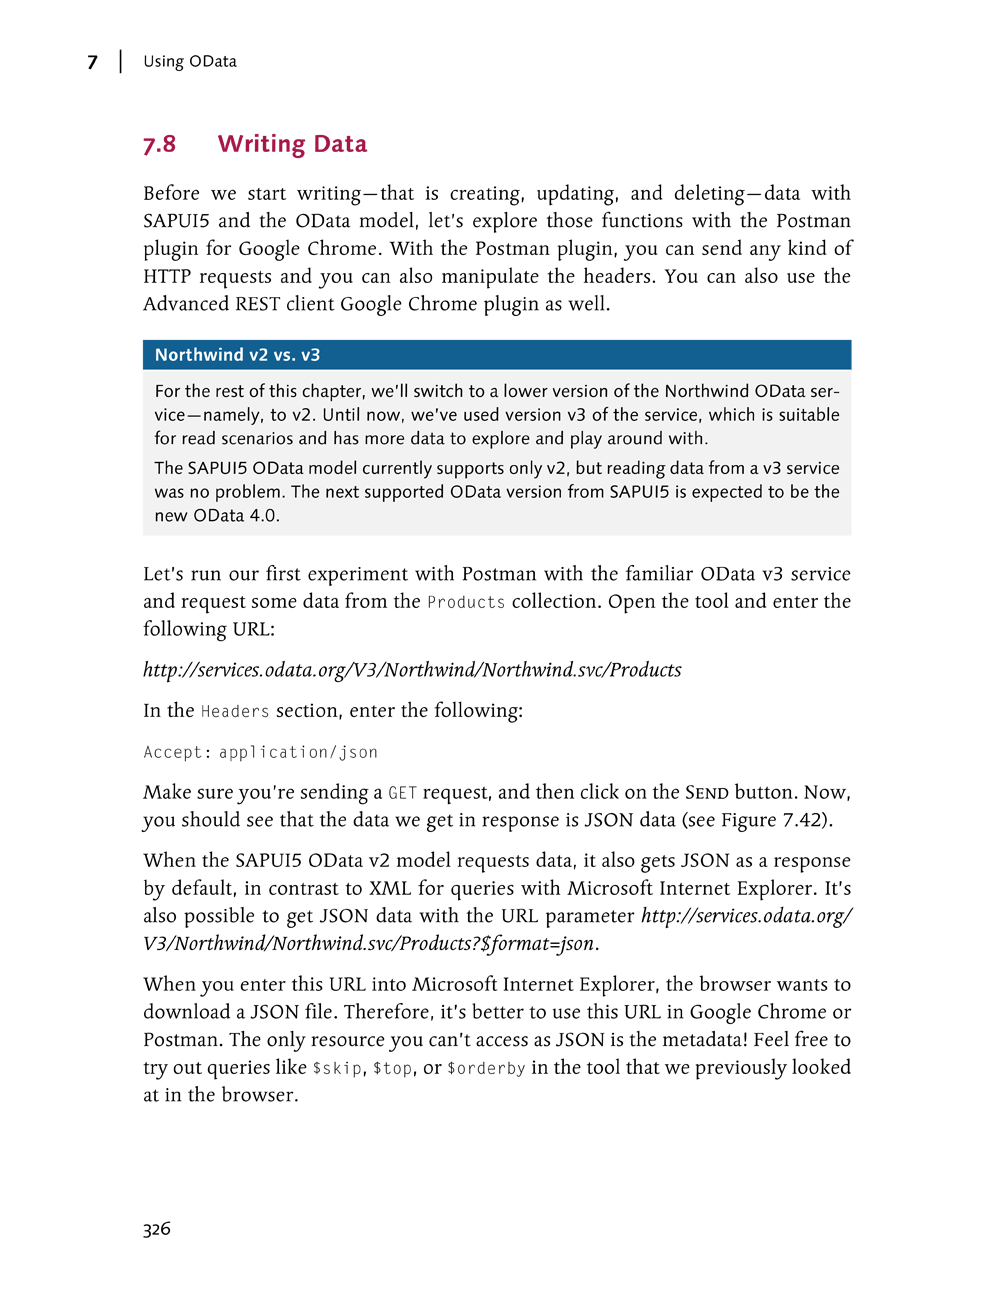 7 | Using OData
7.8 Writing Data
Before we start writing—that is creating, updating, and deleting—data with
SAPUI5 and the OData model, let's explore those functions with the Postman
plugin for Google Chrome. With the Postman plugin, you can send any kind of
HTTP requests and you can also manipulate the headers. You can also use the
Advanced REST client Google Chrome plugin as well.
Northwind v2 vs. v3
For the rest of this chapter, we'll switch to a lower version of the Northwind OData ser-
vice—namely, to v2. Until now, we've used version v3 of the service, which is suitable
for read scenarios and has more data to explore and play around with.
The SAPUI5 OData model currently supports only v2, but reading data from a v3 service
was no problem. The next supported OData version from SAPUI5 is expected to be the
new OData 4.0.
Let's run our first experiment with Postman with the familiar OData v3 service
and request some data from the Products collection. Open the tool and enter the
following URL:
http://services.odata.org/V3/Northwind/Northwind.svc/Products
In the Headers section, enter the following:
Accept: application/json
Make sure you're sending a GET request, and then click on the SEND button. Now,
you should see that the data we get in response is JSON data (see Figure 7.42).
When the SAPUI5 OData v2 model requests data, it also gets JSON as a response
by default, in contrast to XML for queries with Microsoft Internet Explorer. It's
also possible to get JSON data with the URL parameter http://services.odata.org/
V3/Northwind/Northwind.svc/Products?$format=json.
When you enter this URL into Microsoft Internet Explorer, the browser wants to
download a JSON file. Therefore, it's better to use this URL in Google Chrome or
Postman. The only resource you can't access as JSON is the metadata! Feel free to
try out queries like $skip, $top, or $orderby in the tool that we previously looked
at in the browser.
326